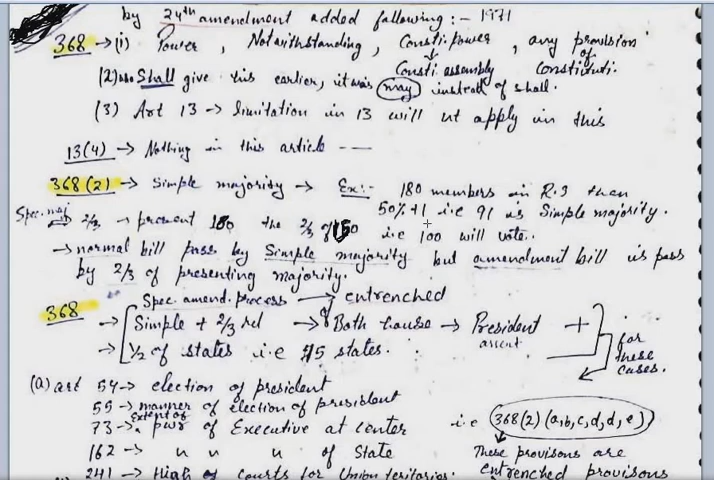 by 24th amendment added following :- 1971
368 → (1) Power, Notwithstanding, Consti. power, any provision of Constituti.
Consti. assembly
(2) Shall give his earlier, it was may instead of shall.
(3) Art 13 → limitation in 13 will nt apply in this
13(4) → Nothing in this article ---
368(2) → Simple majority → Ex:- 180 members in R.S then
50% +1 i.e 91 is Simple majority.
Spec. maj 2/3 → present 150 the 2/3 of 150 i.e 100 will vote.
→ normal bill pass by Simple majority but amendment bill is pass
by 2/3 of presenting majority.
Spec. amend. process → entrenched
368
→ Simple + 2/3 → Both house → President assent +
→ 1/2 of states i.e 15 states.
for these cases.
(a) art 54 → election of president
55 → manner of election of president
73 → extent of pwr of Executive at center
i.e (368(2) (a,b,c,d,d,e))
162 → " " " of State
These provisons are
241 → High Courts for Union teritories.
entrenched provisons